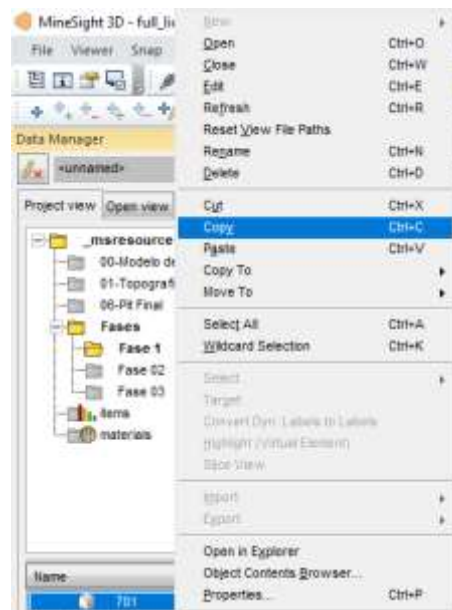 MineSight 3D - full_li
File Viewer Snap
Data Manager
<unnamed>
Project view Open view
_msresource
00-Modelo de
01-Topografi
06-Pit Final
Fases
Fase 1
Fase 02
Fase 03
items
materials
Name
701
New
Open Ctrl+O
Close Ctrl+W
Edit Ctrl+E
Refresh Ctrl+R
Reset View File Paths
Rename Ctrl+N
Delete Ctrl+D
Cut Ctrl+X
Copy Ctrl+C
Paste Ctrl+V
Copy To
Move To
Select All Ctrl+A
Wildcard Selection Ctrl+K
Select
Target
Convert Dyn. Labels to Labels
Highlight (Virtual Element)
Slice View
Import
Export
Open in Explorer
Object Contents Browser...
Properties... Ctrl+P